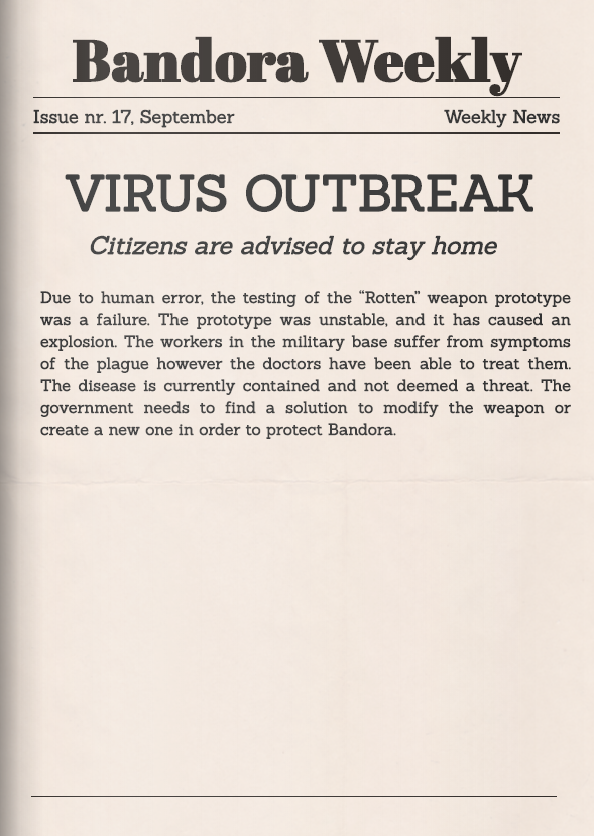 Bandora Weekly
Issue nr. 17, September
Weekly News
VIRUS OUTBREAK
Citizens are advised to stay home
Due to human error, the testing of the “Rotten” weapon prototype
was a failure. The prototype was unstable, and it has caused an
explosion. The workers in the military base suffer from symptoms
of the plague however the doctors have been able to treat them.
The disease is currently contained and not deemed a threat. The
government needs to find a solution to modify the weapon or
create a new one in order to protect Bandora.